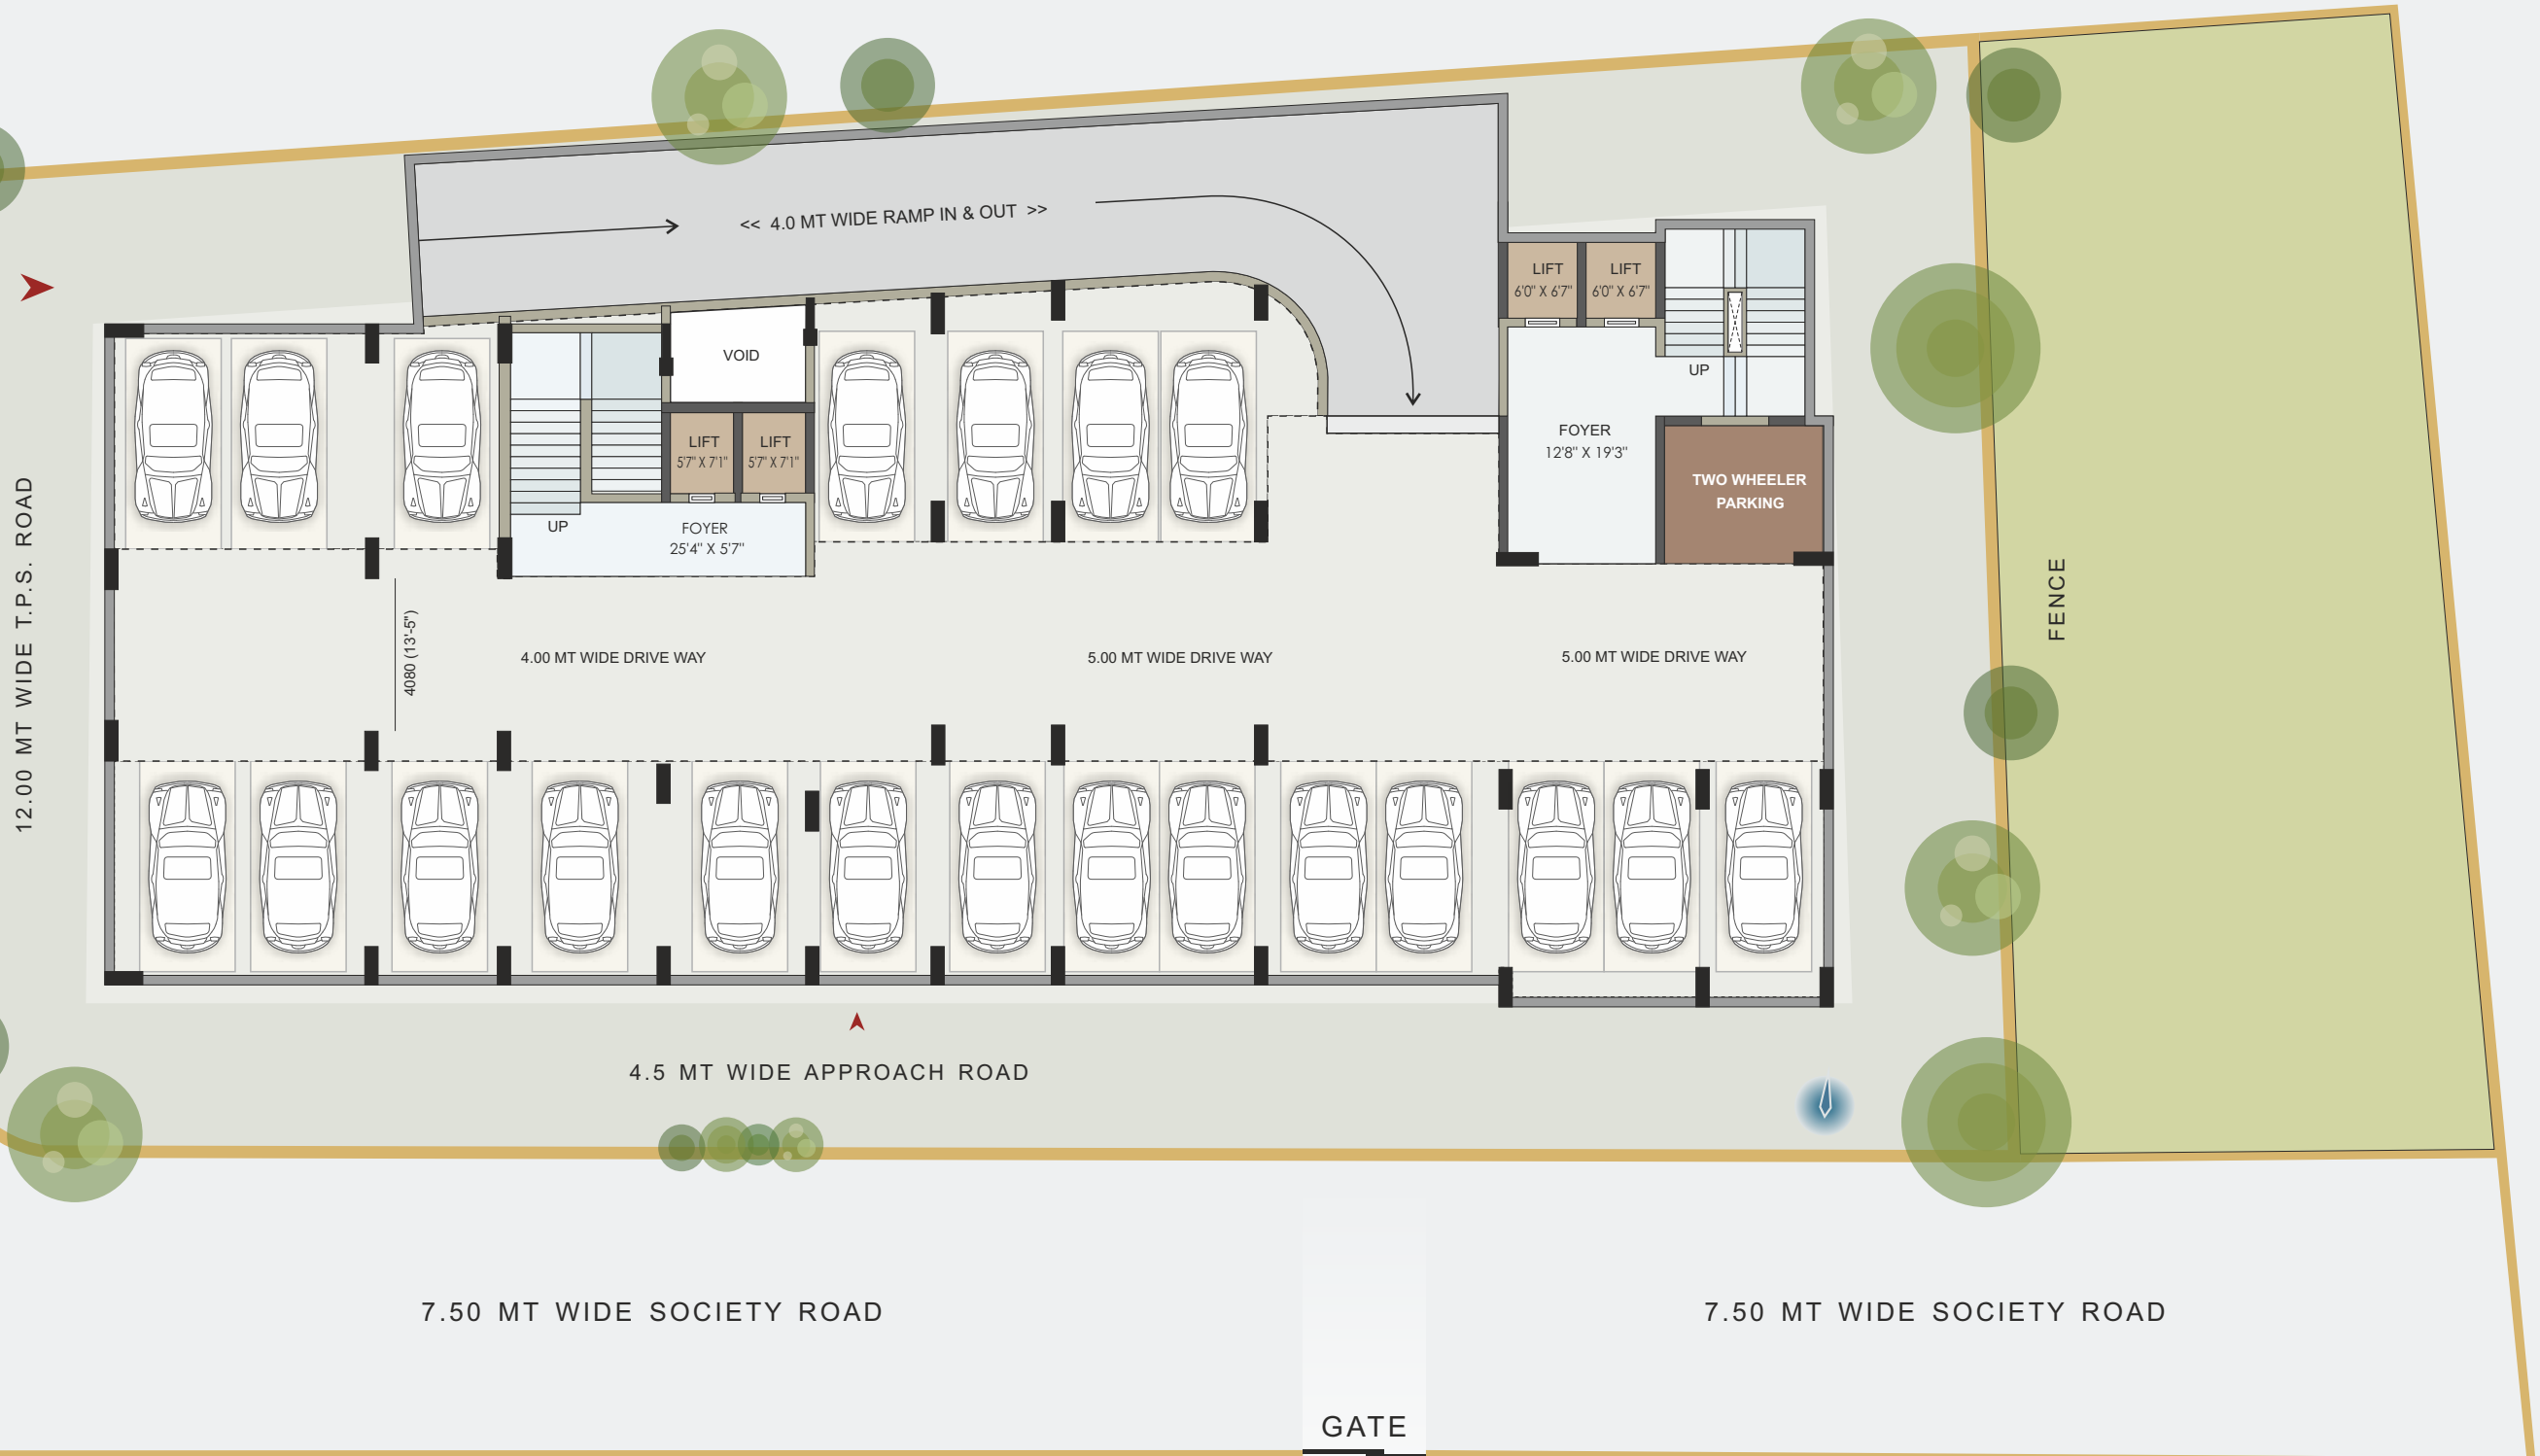 << 4.0 MT WIDE RAMP IN & OUT >>
LIFT
6'0" X 6'7"
LIFT
6'0" X 6'7"
VOID
UP
LIFT
5'7" X 7'1"
LIFT
5'7" X 7'1"
FOYER
12'8" X 19'3"
TWO WHEELER
PARKING
UP
FOYER
25'4" X 5'7"
12.00 MT WIDE T.P.S. ROAD
FENCE
4080 (13'-5")
4.00 MT WIDE DRIVE WAY
5.00 MT WIDE DRIVE WAY
5.00 MT WIDE DRIVE WAY
4.5 MT WIDE APPROACH ROAD
7.50 MT WIDE SOCIETY ROAD
7.50 MT WIDE SOCIETY ROAD
GATE